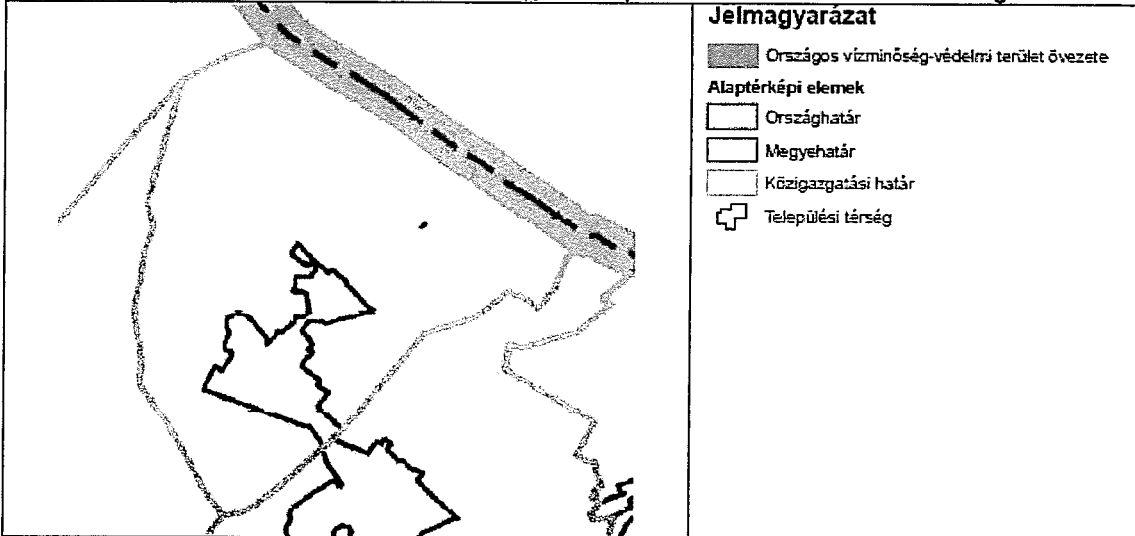 Jelmagyarázat
Országos vízminőség-védelmi terület övezete
Alaptérképi elemek
Országhatár
Megyehatár
Közigazgatási határ
Települési térség